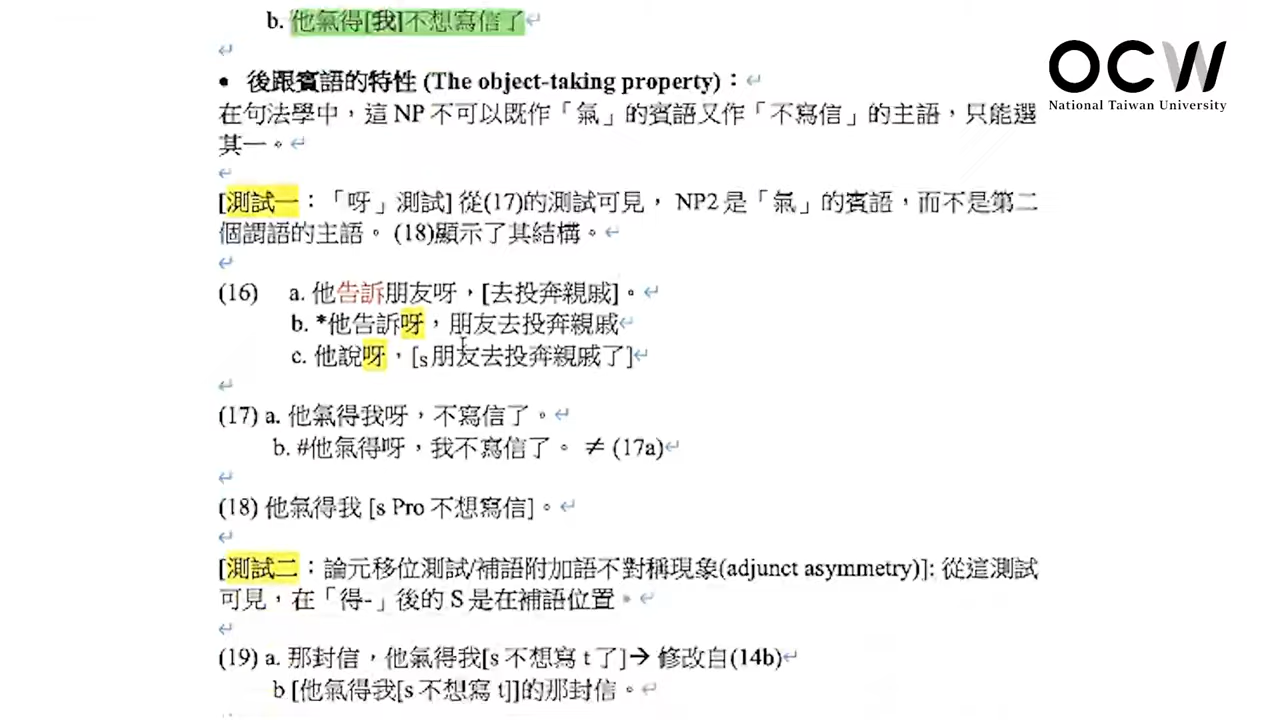 b. 他氣得[我]不想寫信了
OCW
National Taiwan University
• 後跟賓語的特性 (The object-taking property)：
在句法學中，這 NP 不可以既作「氣」的賓語又作「不寫信」的主語，只能選
其一。
[測試一：「呀」測試] 從(17)的測試可見， NP2 是「氣」的賓語，而不是第二
個謂語的主語。 (18)顯示了其結構。
(16) a. 他告訴朋友呀，[去投奔親戚]。
b. *他告訴呀，朋友去投奔親戚
c. 他說呀，[s朋友去投奔親戚了]
(17) a. 他氣得我呀，不寫信了。
b. #他氣得呀，我不寫信了。 ≠ (17a)
(18) 他氣得我 [s Pro 不想寫信]。
[測試二：論元移位測試/補語附加語不對稱現象(adjunct asymmetry)]: 從這測試
可見，在「得-」後的 S 是在補語位置。
(19) a. 那封信，他氣得我[s 不想寫 t 了]→ 修改自(14b)
b [他氣得我[s 不想寫 t]]的那封信。